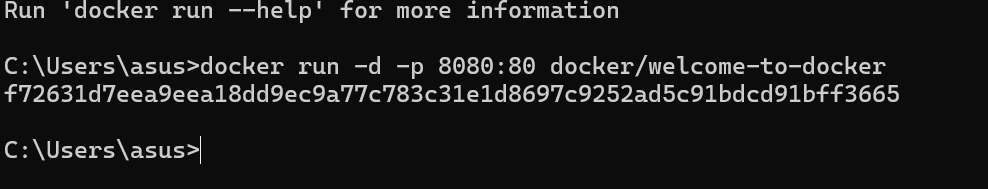 Run 'docker run --help' for more information
C:\Users\asus>docker run -d -p 8080:80 docker/welcome-to-docker
f72631d7eea9eea18dd9ec9a77c783c31e1d8697c9252ad5c91bdcd91bff3665
C:\Users\asus>